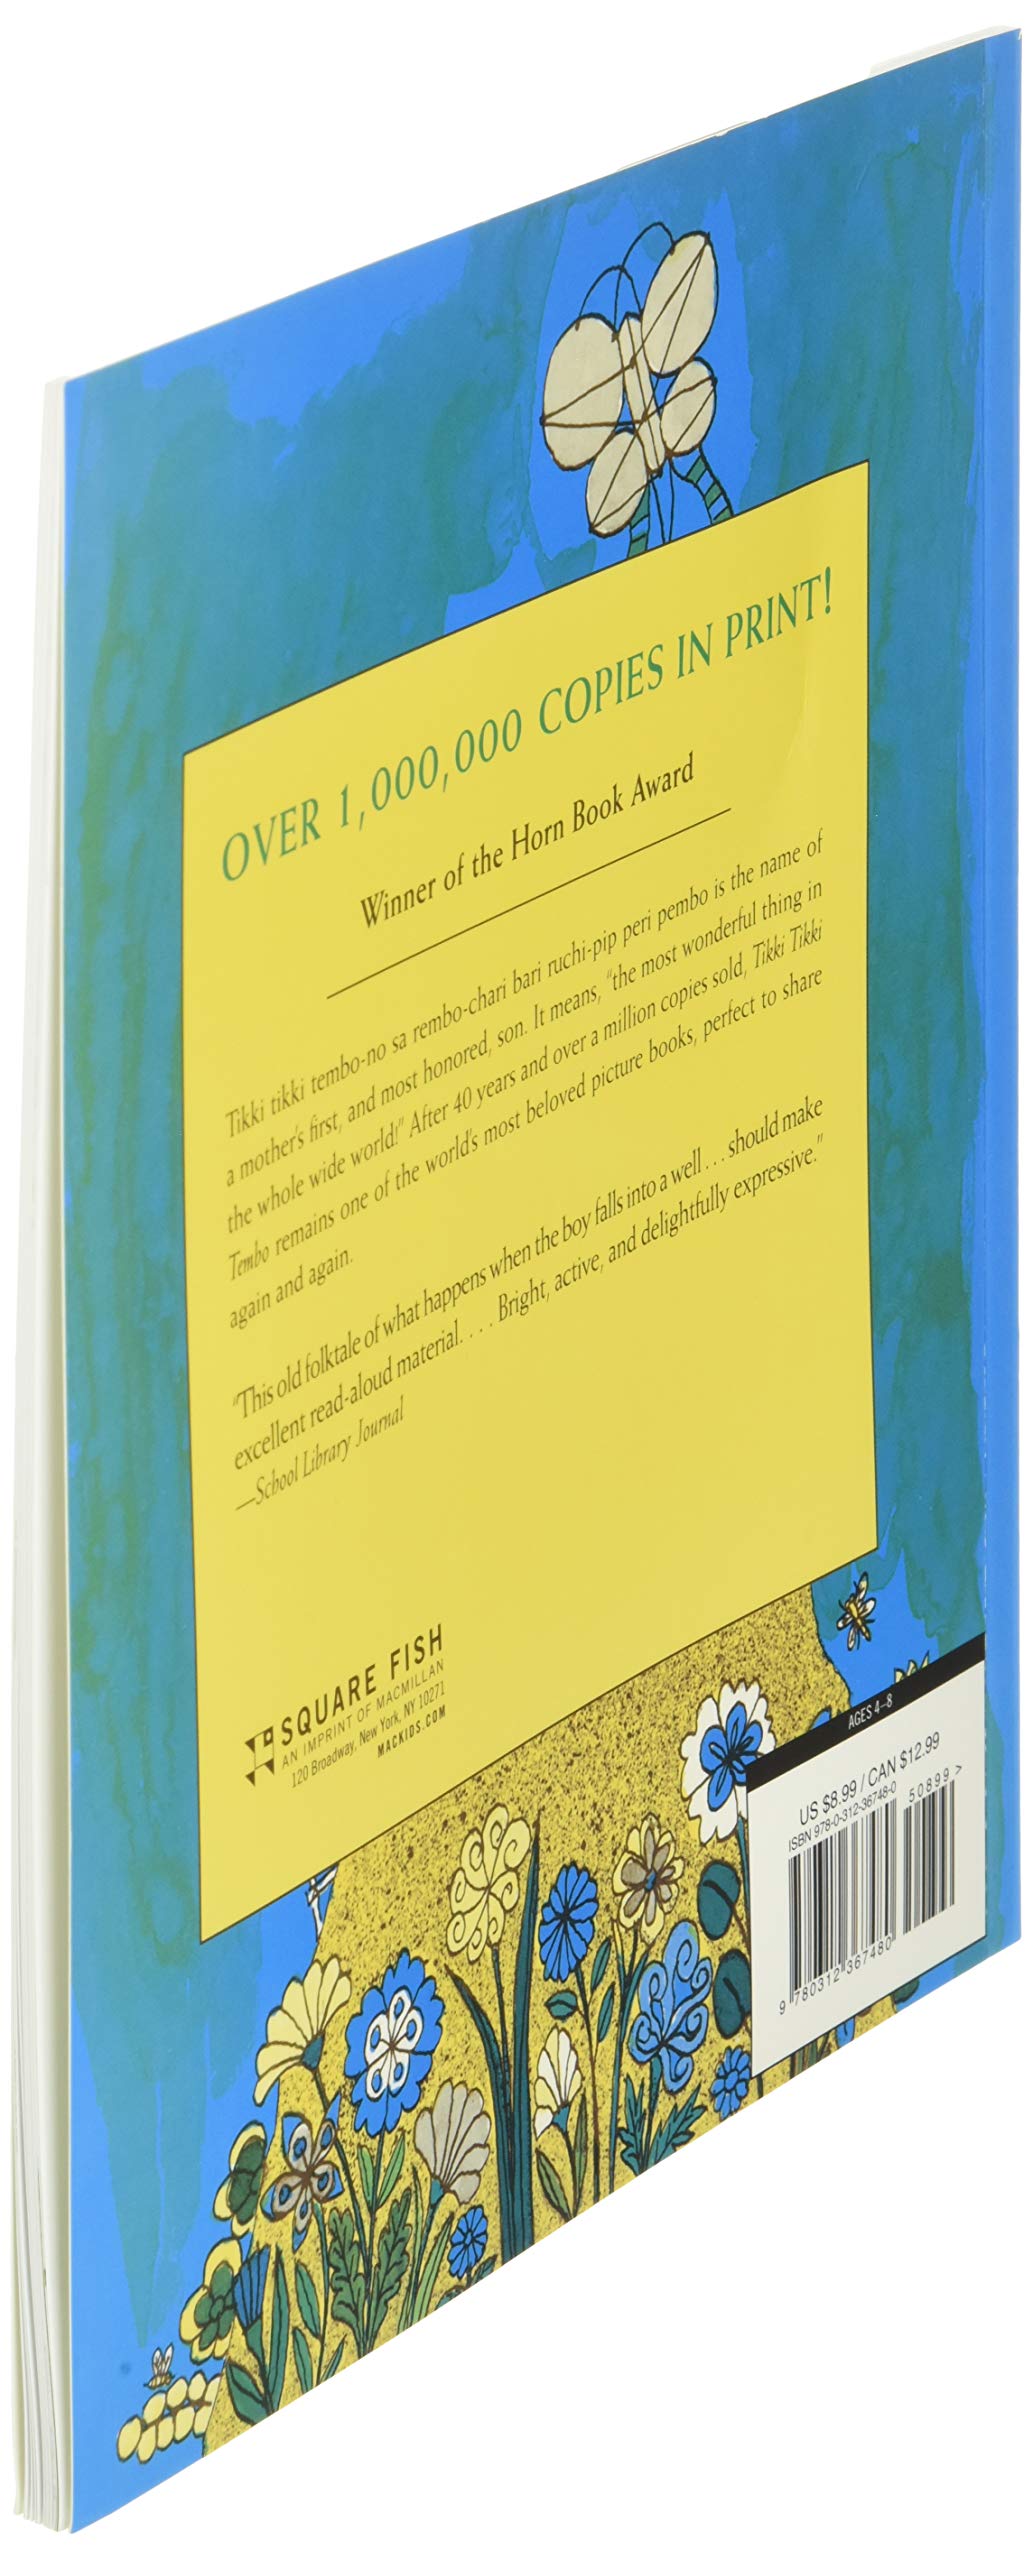 OVER 1,000,000 COPIES IN PRINT!
Winner of the Horn Book Award
Tikki tikki tembo-no sa rembo-chari bari ruchi-pip peri pembo is the name of
a mother's first, and most honored, son. It means, "the most wonderful thing in
the whole wide world!" After 40 years and over a million copies sold, Tikki Tikki
Tembo remains one of the world's most beloved picture books, perfect to share
again and again.
"This old folktale of what happens when the boy falls into a well . . . should make
excellent read-aloud material. . . . Bright, active, and delightfully expressive."
—School Library Journal
SQUARE FISH
AN IMPRINT OF MACMILLAN
120 Broadway, New York, NY 10271
MACKIDS.COM
AGES 4–8
US $8.99 / CAN $12.99
ISBN 978-0-312-36748-0
50899>
9 780312 367480